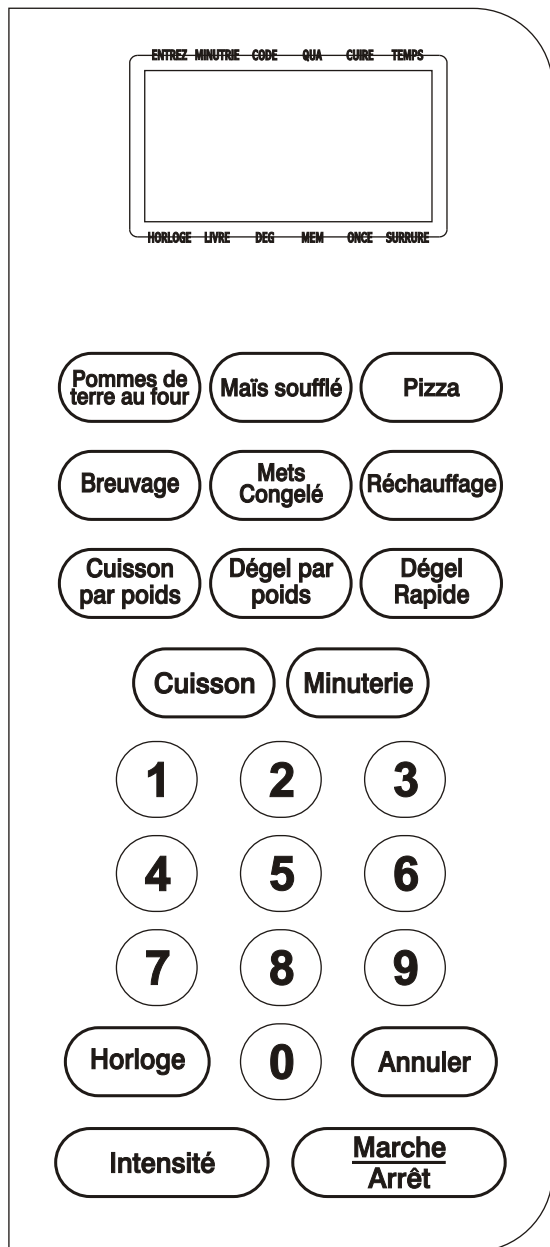 ENTREZ MINUTRIE CODE QUA CUIRE TEMPS
HORLOGE LIVRE DEG MEM ONCE SURRURE
Pommes de
terre au four
Maïs soufflé
Pizza
Breuvage
Mets
Congelé
Réchauffage
Cuisson
par poids
Dégel par
poids
Dégel
Rapide
Cuisson
Minuterie
1 2 3
4 5 6
7 8 9
Horloge 0 Annuler
Intensité
Marche
Arrêt